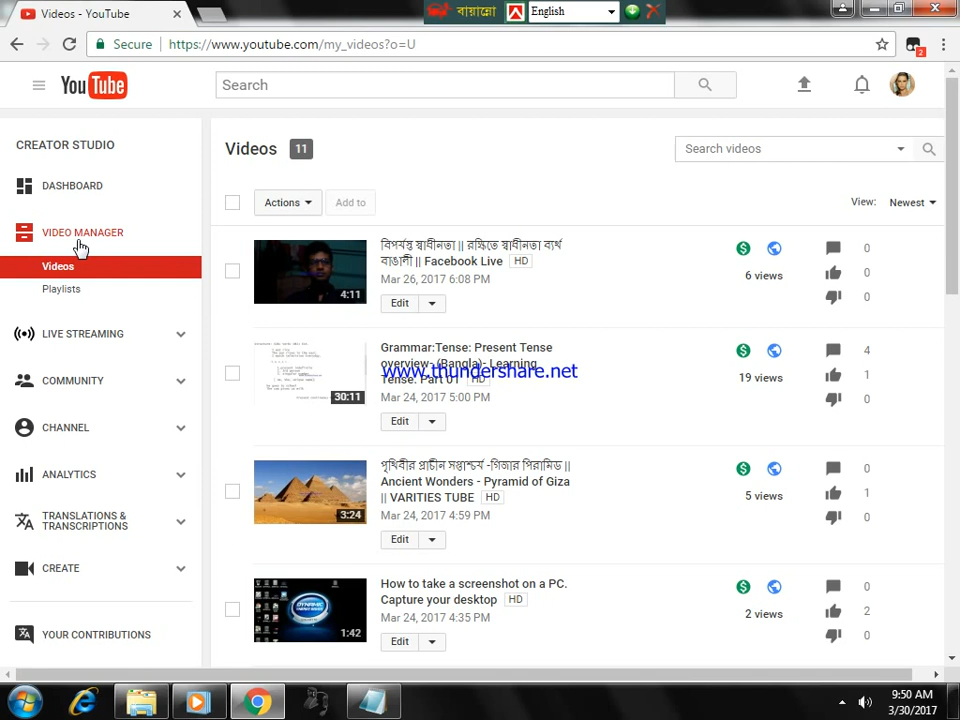 Videos - YouTube
বায়ান্নো
English
Secure
https://www.youtube.com/my_videos?o=U
2
YouTube
Search
CREATOR STUDIO
DASHBOARD
VIDEO MANAGER
Videos
Playlists
LIVE STREAMING
COMMUNITY
CHANNEL
ANALYTICS
TRANSLATIONS &
TRANSCRIPTIONS
CREATE
YOUR CONTRIBUTIONS
Videos 11
Search videos
Actions
Add to
View: Newest
বিপর্যস্ত স্বাধীনতা || রক্ষিতে স্বাধীনতা ব্যর্থ
বাঙালী || Facebook Live HD
Mar 26, 2017 6:08 PM
Edit
4:11
6 views
0
0
0
Grammar:Tense: Present Tense
overview- (Bangla)- Learning
Tense: Part 01 HD
www.thundershare.net
Mar 24, 2017 5:00 PM
Edit
30:11
19 views
4
1
0
পৃথিবীর প্রাচীন সপ্তাশ্চর্য -গিজার পিরামিড ||
Ancient Wonders - Pyramid of Giza
|| VARITIES TUBE HD
Mar 24, 2017 4:59 PM
Edit
3:24
5 views
0
1
0
How to take a screenshot on a PC.
Capture your desktop HD
Mar 24, 2017 4:35 PM
Edit
1:42
2 views
0
2
0
9:50 AM
3/30/2017